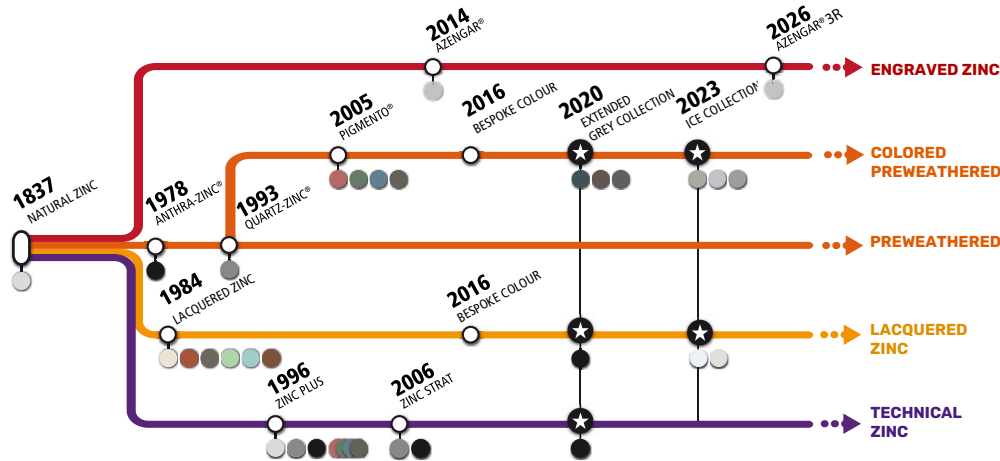 2014
AZENGAR®
2026
AZENGAR® 3R
ENGRAVED ZINC
2005
PIGMENTO®
2016
BESPOKE COLOUR
2020
EXTENDED
GREY COLLECTION
2023
ICE COLLECTION
COLORED
PREWEATHERED
1837
NATURAL ZINC
1978
ANTHRA-ZINC®
1993
QUARTZ-ZINC®
PREWEATHERED
1984
LACQUERED ZINC
2016
BESPOKE COLOUR
LACQUERED
ZINC
1996
ZINC PLUS
2006
ZINC STRAT
TECHNICAL
ZINC